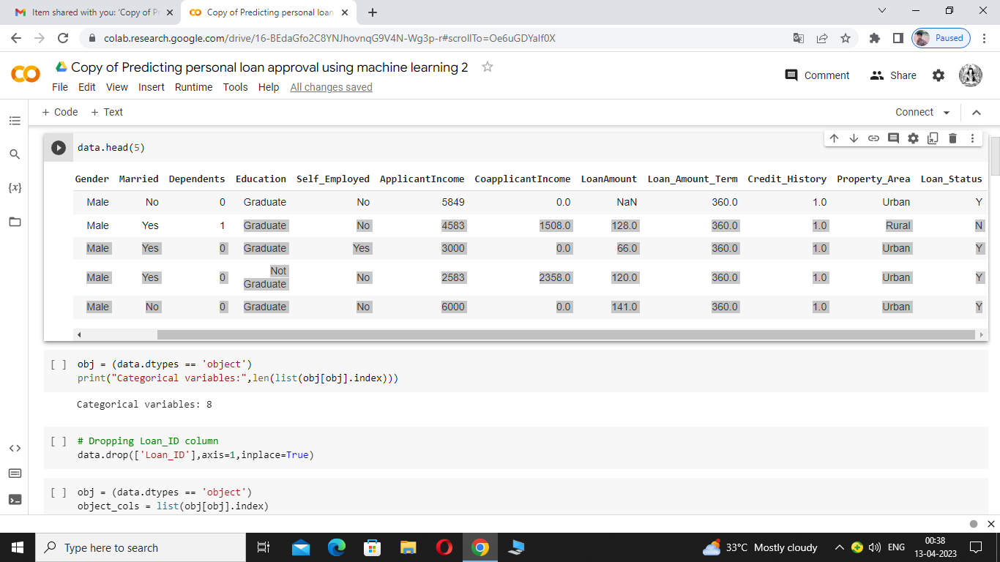 Item shared with you: 'Copy of Pr
Copy of Predicting personal loan
colab.research.google.com/drive/16-BEdaGfo2C8YNJhovnqG9V4N-Wg3p-r#scrollTo=Oe6uGDYaIf0X
Paused
Copy of Predicting personal loan approval using machine learning 2
Comment
Share
File Edit View Insert Runtime Tools Help All changes saved
+ Code + Text
Connect
data.head(5)
Gender Married Dependents Education Self_Employed ApplicantIncome CoapplicantIncome LoanAmount Loan_Amount_Term Credit_History Property_Area Loan_Status
Male No 0 Graduate No 5849 0.0 NaN 360.0 1.0 Urban Y
Male Yes 1 Graduate No 4583 1508.0 128.0 360.0 1.0 Rural N
Male Yes 0 Graduate Yes 3000 0.0 66.0 360.0 1.0 Urban Y
Male Yes 0 Not Graduate No 2583 2358.0 120.0 360.0 1.0 Urban Y
Male No 0 Graduate No 6000 0.0 141.0 360.0 1.0 Urban Y
{x}
[ ] obj = (data.dtypes == 'object')
print("Categorical variables:",len(list(obj[obj].index)))
Categorical variables: 8
[ ] # Dropping Loan_ID column
data.drop(['Loan_ID'],axis=1,inplace=True)
[ ] obj = (data.dtypes == 'object')
object_cols = list(obj[obj].index)
Type here to search
33°C Mostly cloudy
ENG
00:38
13-04-2023